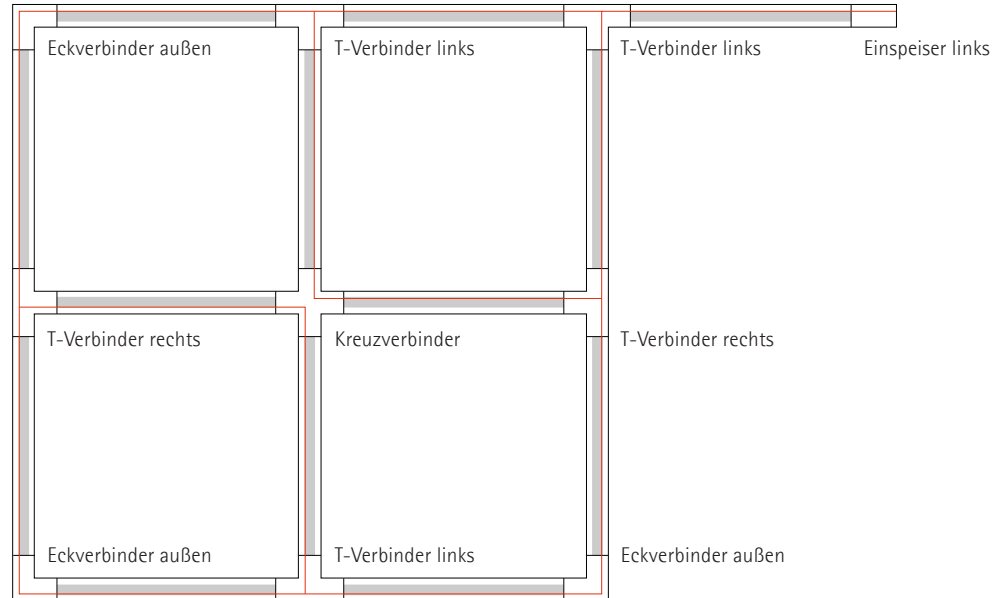 Eckverbinder außen
T-Verbinder links
T-Verbinder links
Einspeiser links
T-Verbinder rechts
Kreuzverbinder
T-Verbinder rechts
Eckverbinder außen
T-Verbinder links
Eckverbinder außen